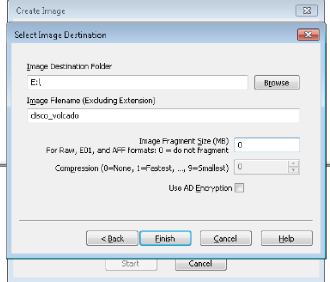 Create Image
Select Image Destination
Image Destination Folder
E:\
Browse
Image Filename (Excluding Extension)
disco_volcado
Image Fragment Size (MB)
For Raw, E01, and AFF formats: 0 = do not fragment
0
Compression (0=None, 1=Fastest, ..., 9=Smallest)
0
Use AD Encryption
< Back
Finish
Cancel
Help
Start
Cancel